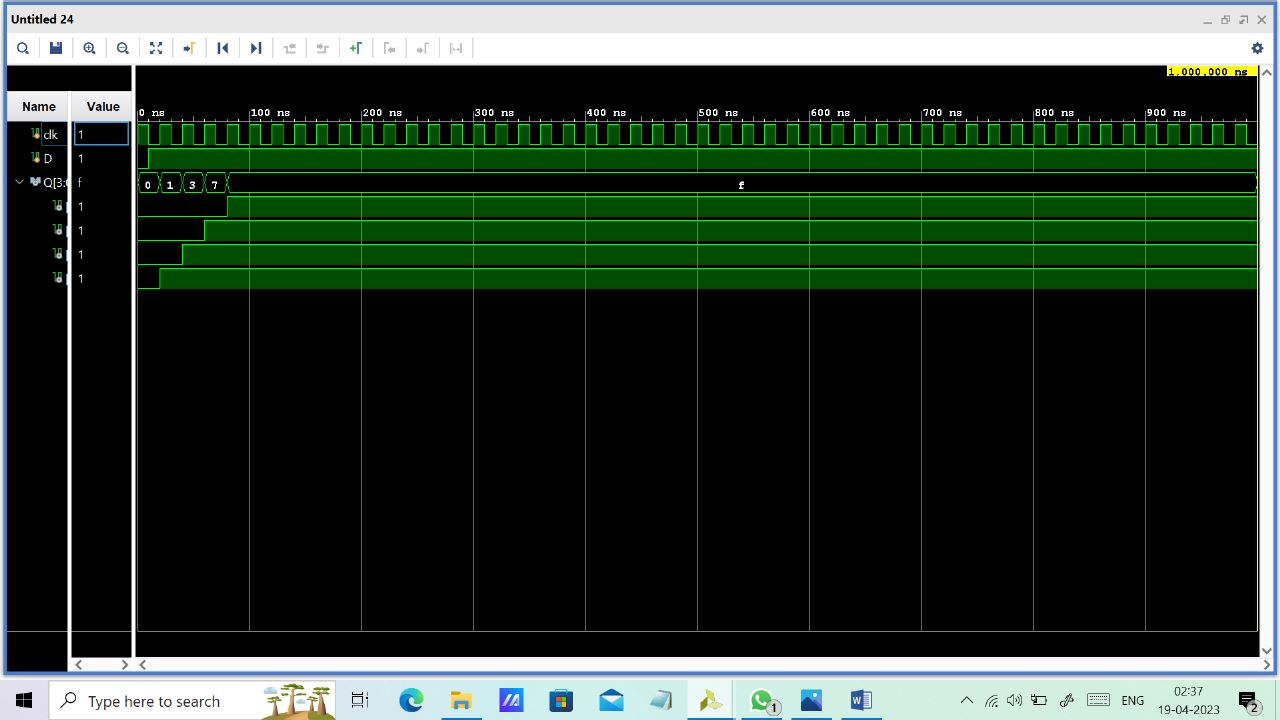 Untitled 24
1,000.000 ns
Name Value
0 ns 100 ns 200 ns 300 ns 400 ns 500 ns 600 ns 700 ns 800 ns 900 ns
clk 1
D 1
Q[3: f 0 1 3 7 f
1
1
1
1
Type here to search
1
ENG
02:37
19-04-2023
2